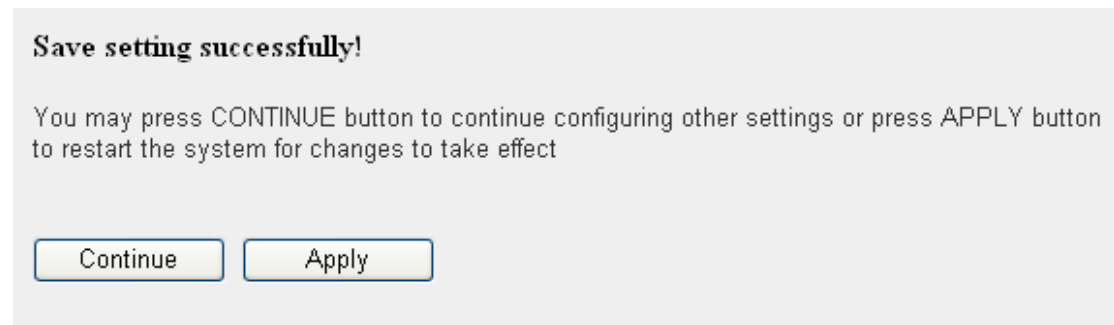 Save setting successfully!
You may press CONTINUE button to continue configuring other settings or press APPLY button
to restart the system for changes to take effect
Continue Apply